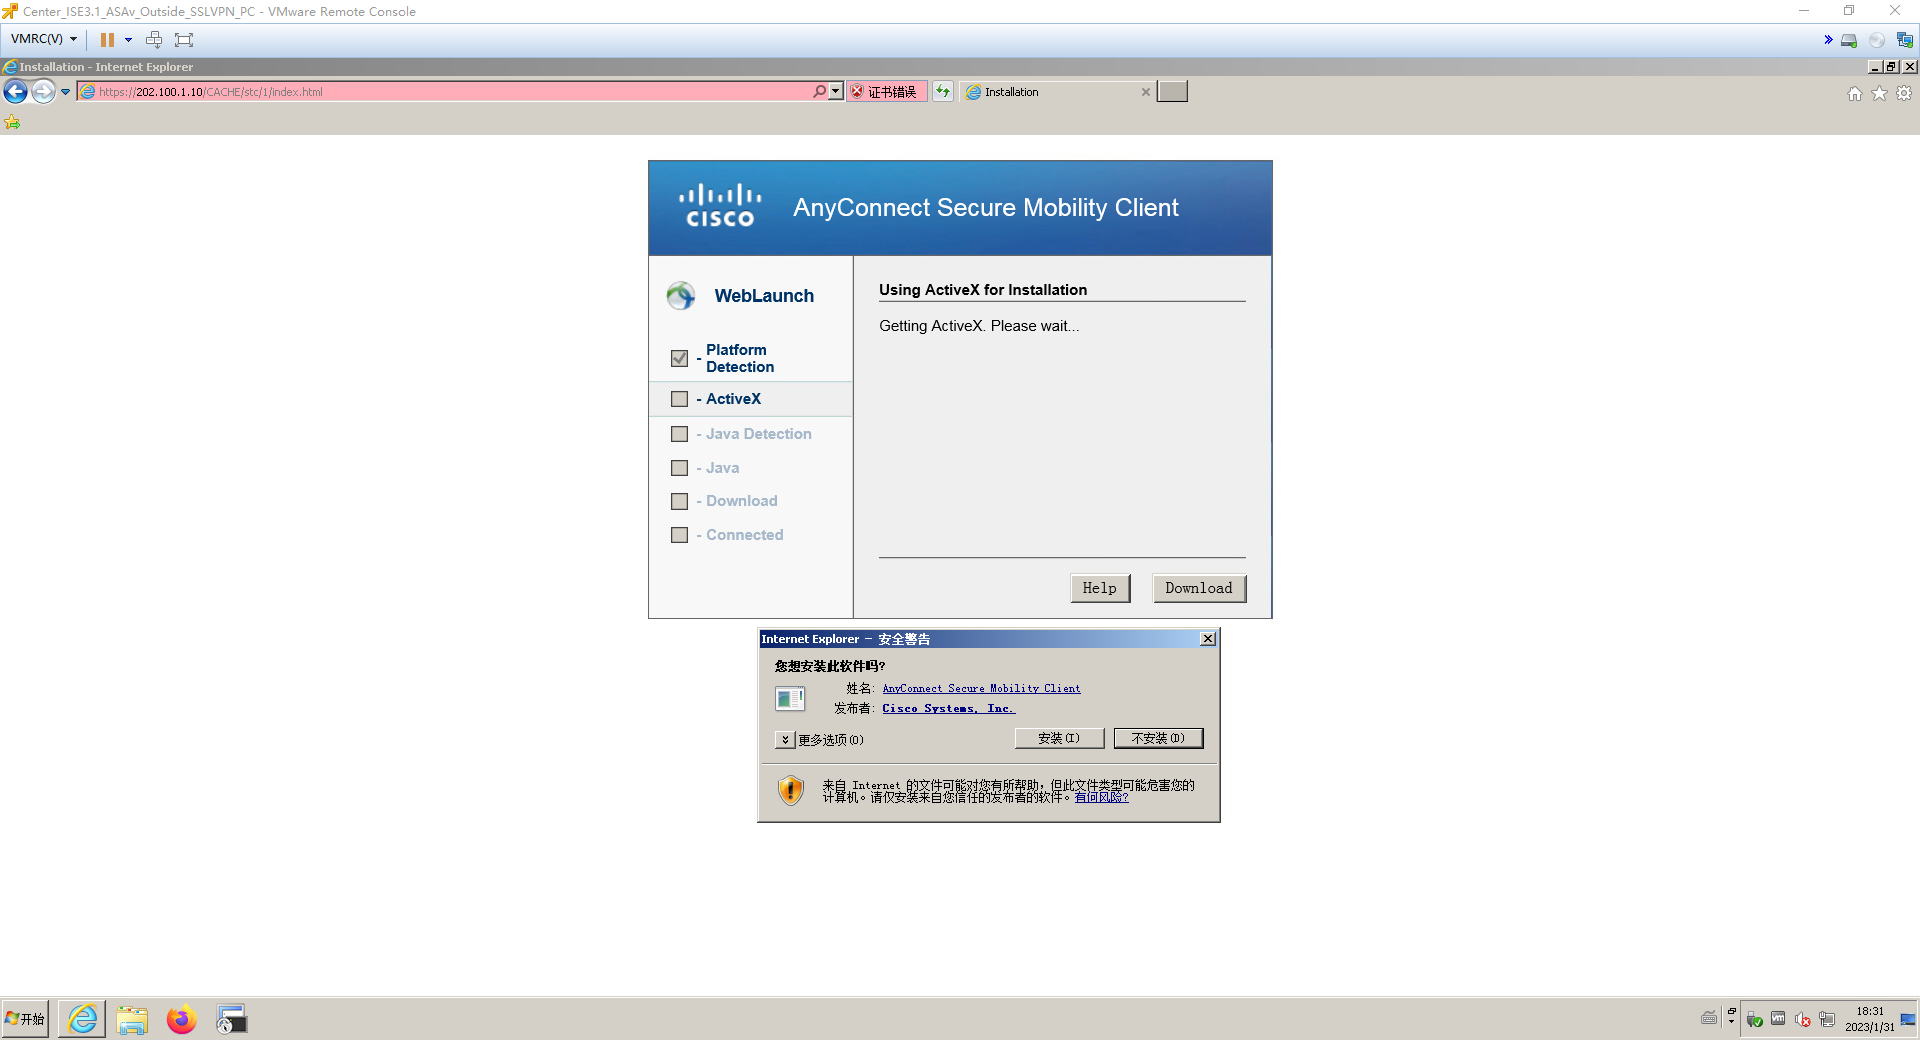 Center_ISE3.1_ASAv_Outside_SSLVPN_PC - VMware Remote Console
VMRC(V)
Installation - Internet Explorer
https://202.100.1.10/CACHE/stc/1/index.html
证书错误
Installation
CISCO
AnyConnect Secure Mobility Client
WebLaunch
- Platform Detection
- ActiveX
- Java Detection
- Java
- Download
- Connected
Using ActiveX for Installation
Getting ActiveX. Please wait...
Help
Download
Internet Explorer - 安全警告
您想安装此软件吗?
姓名: AnyConnect Secure Mobility Client
发布者: Cisco Systems, Inc.
更多选项(O)
安装(I)
不安装(D)
来自 Internet 的文件可能对您有所帮助，但此文件类型可能危害您的
计算机。请仅安装来自您信任的发布者的软件。有何风险?
开始
vm
18:31
2023/1/31